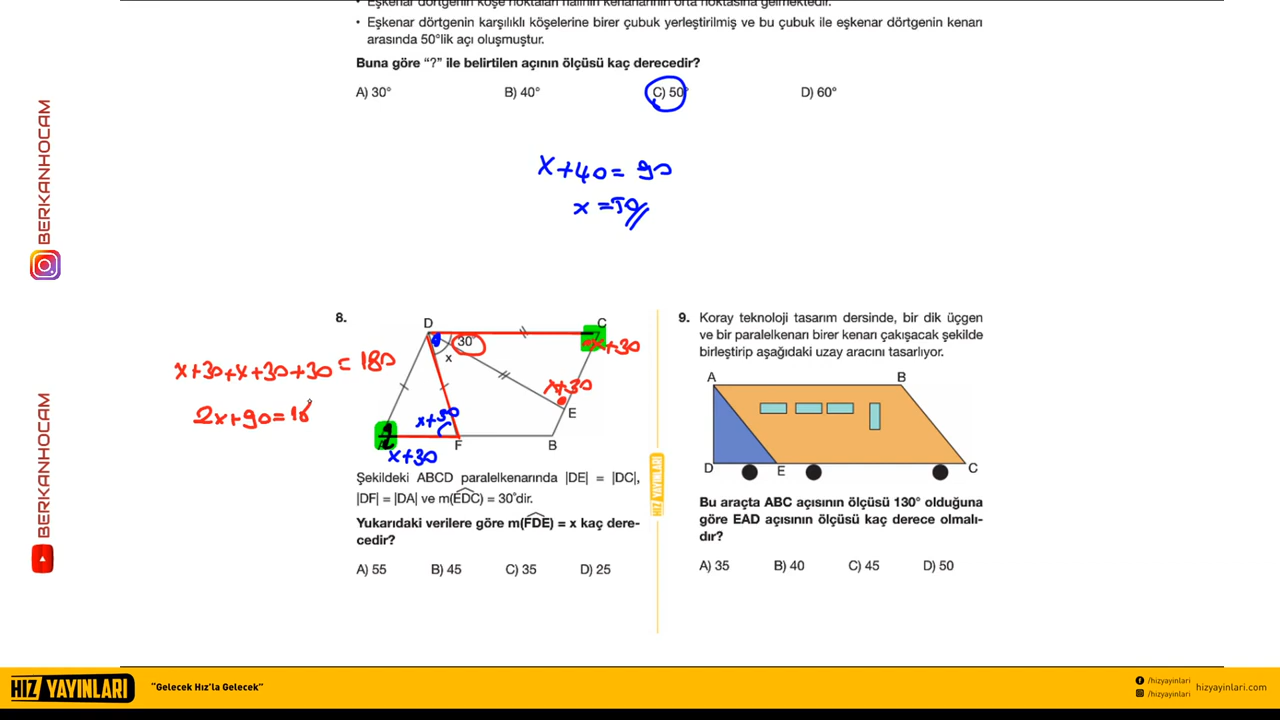 • Eşkenar dörtgenin köşe noktaları halının kenarlarının orta noktasına gelmektedir.
• Eşkenar dörtgenin karşılıklı köşelerine birer çubuk yerleştirilmiş ve bu çubuk ile eşkenar dörtgenin kenarı
arasında 50°lik açı oluşmuştur.
Buna göre “?” ile belirtilen açının ölçüsü kaç derecedir?
A) 30° B) 40° C) 50° D) 60°
x+40=90
x=50//
BERKANHOCAM
BERKANHOCAM
8.
D C
30
x
x+30
x+30
E
x+30
F B
x+30
x+30+x+30+30=180
2x+90=18
Şekildeki ABCD paralelkenarında |DE| = |DC|,
|DF| = |DA| ve m(EDC) = 30°dir.
Yukarıdaki verilere göre m(FDE) = x kaç dere-
cedir?
A) 55 B) 45 C) 35 D) 25
HIZ YAYINLARI
9. Koray teknoloji tasarım dersinde, bir dik üçgen
ve bir paralelkenarı birer kenarı çakışacak şekilde
birleştirip aşağıdaki uzay aracını tasarlıyor.
A B
D E C
Bu araçta ABC açısının ölçüsü 130° olduğuna
göre EAD açısının ölçüsü kaç derece olmalı-
dır?
A) 35 B) 40 C) 45 D) 50
HIZ YAYINLARI
“Gelecek Hız’la Gelecek”
/hizyayinlari
/hizyayinlari
hizyayinlari.com